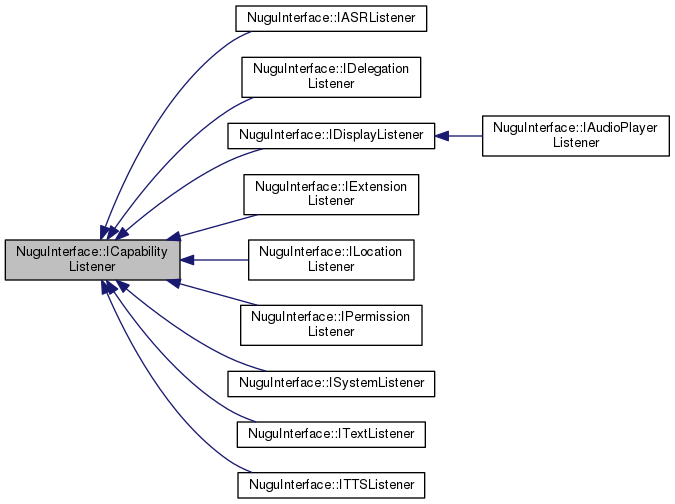 NuguInterface::IASRListener
NuguInterface::IDelegation
Listener
NuguInterface::IDisplayListener
NuguInterface::IAudioPlayer
Listener
NuguInterface::IExtension
Listener
NuguInterface::ICapability
Listener
NuguInterface::ILocation
Listener
NuguInterface::IPermission
Listener
NuguInterface::ISystemListener
NuguInterface::ITextListener
NuguInterface::ITTSListener